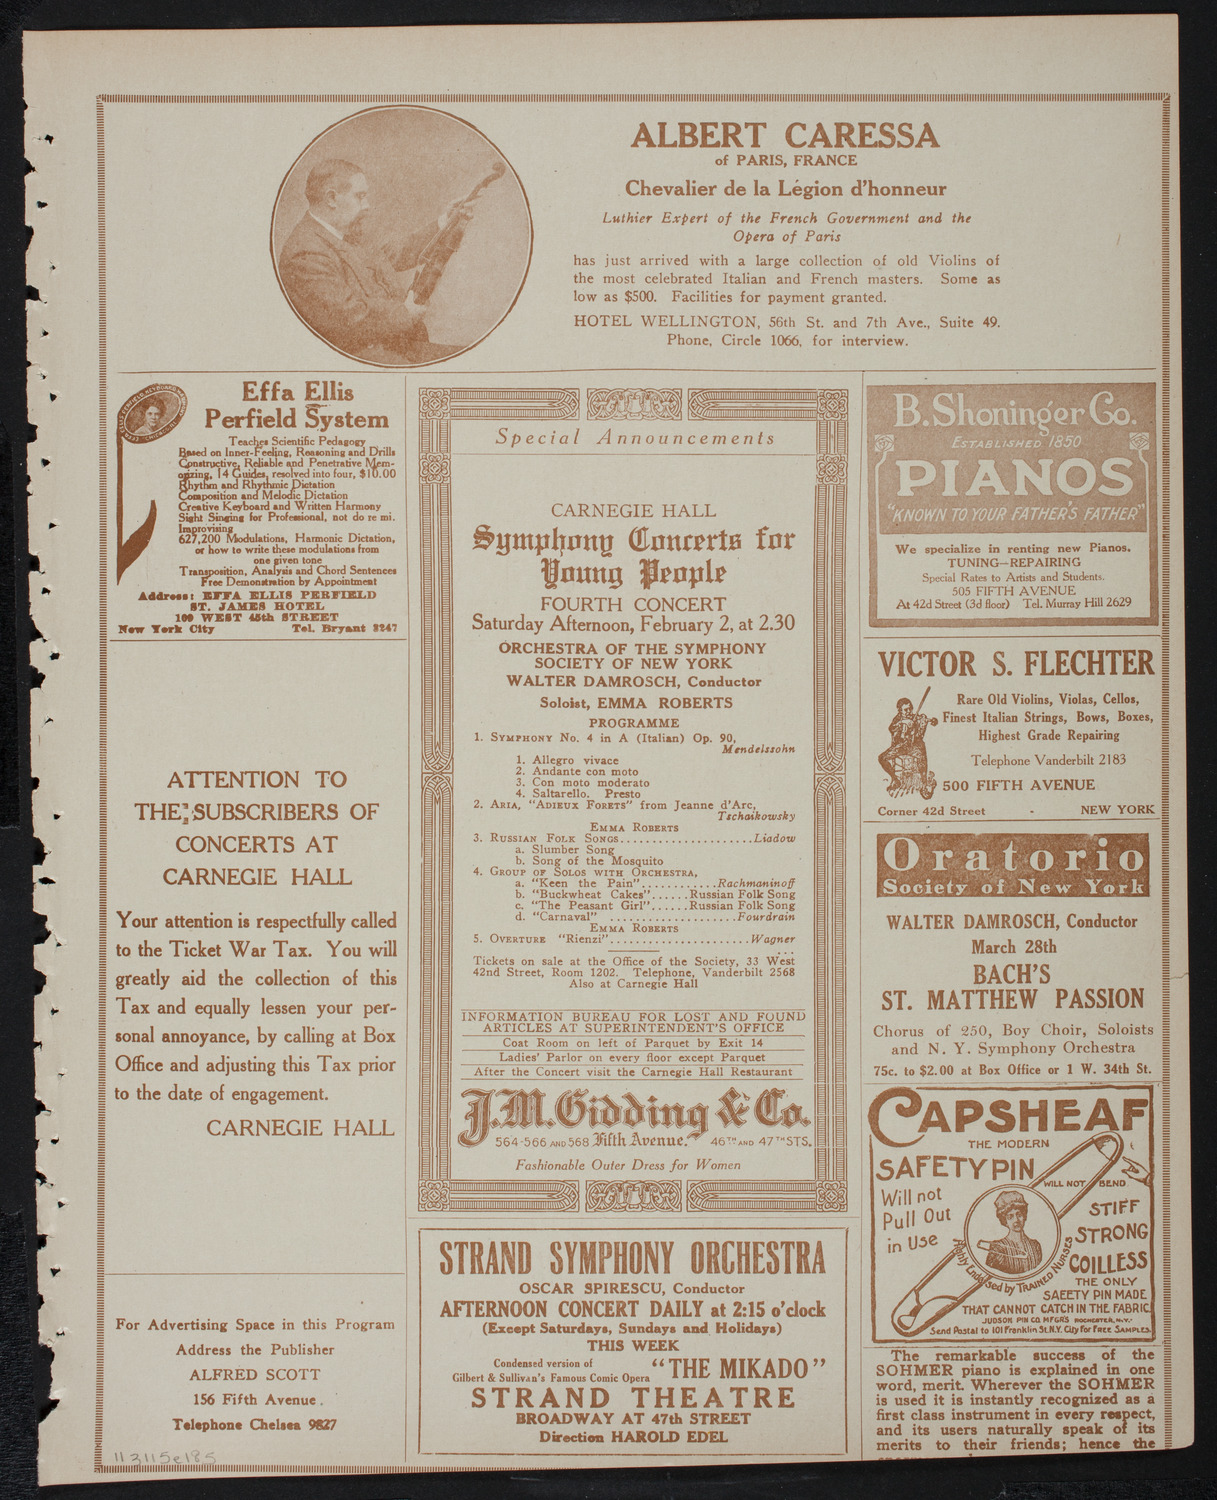 ALBERT CARESSA
of PARIS, FRANCE
Chevalier de la Légion d'honneur
Luthier Expert of the French Government and the
Opera of Paris
has just arrived with a large collection of old Violins of
the most celebrated Italian and French masters. Some as
low as $500. Facilities for payment granted.
HOTEL WELLINGTON, 56th St. and 7th Ave., Suite 49.
Phone, Circle 1066, for interview.
Effa Ellis
Perfield System
Teaches Scientific Pedagogy
Based on Inner-Feeling, Reasoning and Drills
Constructive, Reliable and Penetrative Mem-
orizing, 14 Guides, resolved into four, $10.00
Rhythm and Rhythmic Dictation
Composition and Melodic Dictation
Creative Keyboard and Written Harmony
Sight Singing for Professional, not do re mi.
Improvising
627,200 Modulations, Harmonic Dictation,
or how to write these modulations from
one given tone
Transposition, Analysis and Chord Sentences
Free Demonstration by Appointment
Address: EFFA ELLIS PERFIELD
ST. JAMES HOTEL
109 WEST 45th STREET
New York City Tel. Bryant 3247
ATTENTION TO
THE SUBSCRIBERS OF
CONCERTS AT
CARNEGIE HALL
Your attention is respectfully called
to the Ticket War Tax. You will
greatly aid the collection of this
Tax and equally lessen your per-
sonal annoyance, by calling at Box
Office and adjusting this Tax prior
to the date of engagement.
CARNEGIE HALL
For Advertising Space in this Program
Address the Publisher
ALFRED SCOTT
156 Fifth Avenue.
Telephone Chelsea 9827
113115e185
Special Announcements
CARNEGIE HALL
Symphony Concerts for
Young People
FOURTH CONCERT
Saturday Afternoon, February 2, at 2.30
ORCHESTRA OF THE SYMPHONY
SOCIETY OF NEW YORK
WALTER DAMROSCH, Conductor
Soloist, EMMA ROBERTS
PROGRAMME
1. SYMPHONY No. 4 in A (Italian) Op. 90,
Mendelssohn
1. Allegro vivace
2. Andante con moto
3. Con moto moderato
4. Saltarello. Presto
2. ARIA, "ADIEUX FORETS" from Jeanne d'Arc,
Tschaikowsky
EMMA ROBERTS
3. RUSSIAN FOLK SONGS.....................Liadow
a. Slumber Song
b. Song of the Mosquito
4. GROUP OF SOLOS WITH ORCHESTRA,
a. "Keen the Pain"............Rachmaninoff
b. "Buckwheat Cakes"......Russian Folk Song
c. "The Peasant Girl"......Russian Folk Song
d. "Carnaval" ....................Fourdrain
EMMA ROBERTS
5. OVERTURE "Rienzi".......................Wagner
Tickets on sale at the Office of the Society, 33 West
42nd Street, Room 1202. Telephone, Vanderbilt 2568
Also at Carnegie Hall
INFORMATION BUREAU FOR LOST AND FOUND
ARTICLES AT SUPERINTENDENT'S OFFICE
Coat Room on left of Parquet by Exit 14
Ladies' Parlor on every floor except Parquet
After the Concert visit the Carnegie Hall Restaurant
J.M.Gidding & Co.
564-566 AND 568 Fifth Avenue. 46TH AND 47TH STS.
Fashionable Outer Dress for Women
STRAND SYMPHONY ORCHESTRA
OSCAR SPIRESCU, Conductor
AFTERNOON CONCERT DAILY at 2:15 o'clock
(Except Saturdays, Sundays and Holidays)
THIS WEEK
Condensed version of
Gilbert & Sullivan's Famous Comic Opera "THE MIKADO"
STRAND THEATRE
BROADWAY AT 47th STREET
Direction HAROLD EDEL
B. Shoninger Co.
ESTABLISHED 1850
PIANOS
"KNOWN TO YOUR FATHER'S FATHER"
We specialize in renting new Pianos.
TUNING—REPAIRING
Special Rates to Artists and Students.
505 FIFTH AVENUE
At 42d Street (3d floor) Tel. Murray Hill 2629
VICTOR S. FLECHTER
Rare Old Violins, Violas, Cellos,
Finest Italian Strings, Bows, Boxes,
Highest Grade Repairing
Telephone Vanderbilt 2183
500 FIFTH AVENUE
Corner 42d Street - NEW YORK
Oratorio
Society of New York
WALTER DAMROSCH, Conductor
March 28th
BACH'S
ST. MATTHEW PASSION
Chorus of 250, Boy Choir, Soloists
and N. Y. Symphony Orchestra
75c. to $2.00 at Box Office or 1 W. 34th St.
CAPSHEAF
THE MODERN
SAFETY PIN
WILL NOT BEND
Will not
Pull Out
in Use
STIFF
STRONG
COILLESS
Highly Endorsed by TRAINED NURSES
THE ONLY
SAFETY PIN MADE
THAT CANNOT CATCH IN THE FABRIC.
JUDSON PIN CO. MFGRS ROCHESTER, N.Y.
Send Postal to 101 Franklin St. N.Y. City for FREE SAMPLES.
The remarkable success of the
SOHMER piano is explained in one
word, merit. Wherever the SOHMER
is used it is instantly recognized as a
first class instrument in every respect,
and its users naturally speak of its
merits to their friends; hence the